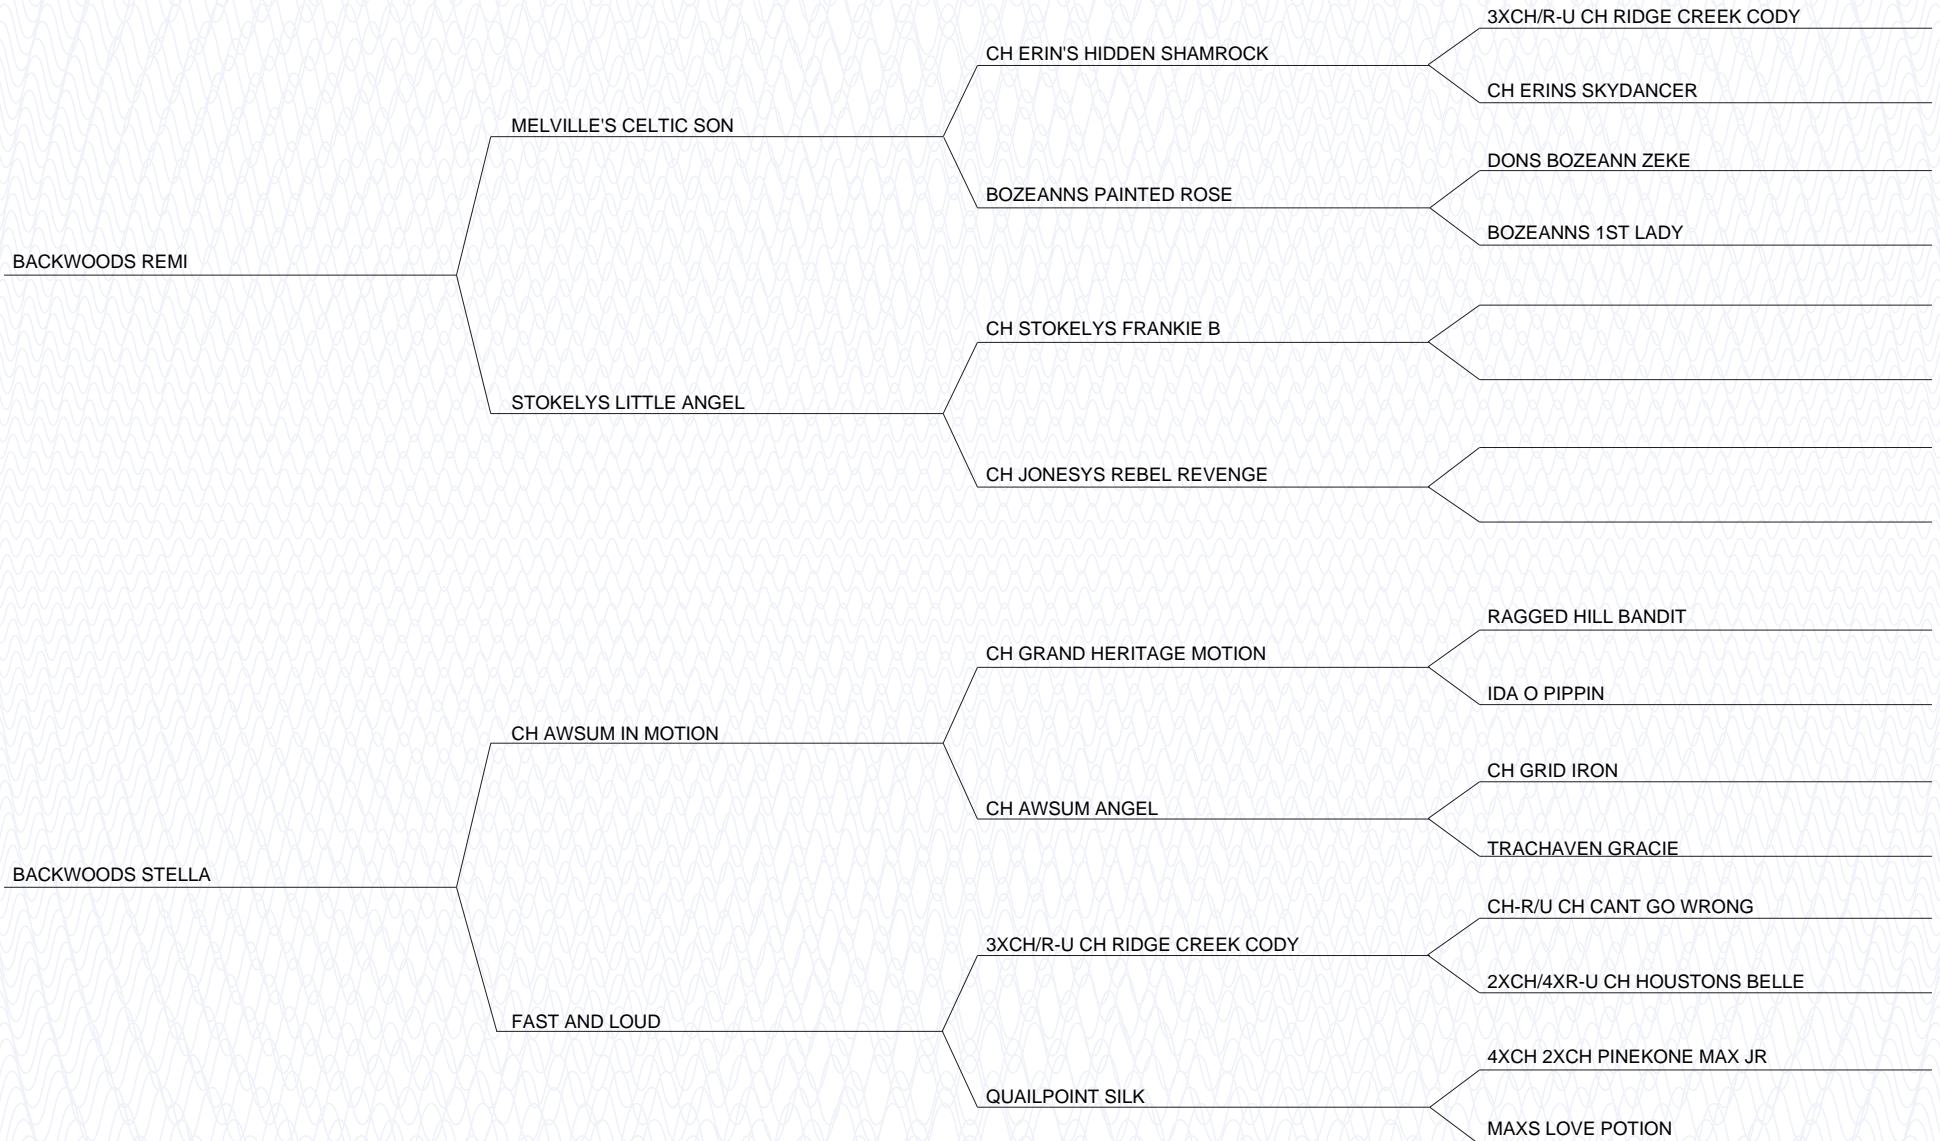 3XCH/R-U CH RIDGE CREEK CODY
CH ERIN'S HIDDEN SHAMROCK
CH ERINS SKYDANCER
MELVILLE'S CELTIC SON
DONS BOZEANN ZEKE
BOZEANNS PAINTED ROSE
BOZEANNS 1ST LADY
BACKWOODS REMI
CH STOKELYS FRANKIE B
STOKELYS LITTLE ANGEL
CH JONESYS REBEL REVENGE
RAGGED HILL BANDIT
CH GRAND HERITAGE MOTION
IDA O PIPPIN
CH AWSUM IN MOTION
CH GRID IRON
CH AWSUM ANGEL
TRACHAVEN GRACIE
BACKWOODS STELLA
CH-R/U CH CANT GO WRONG
3XCH/R-U CH RIDGE CREEK CODY
2XCH/4XR-U CH HOUSTONS BELLE
FAST AND LOUD
4XCH 2XCH PINEKONE MAX JR
QUAILPOINT SILK
MAXS LOVE POTION